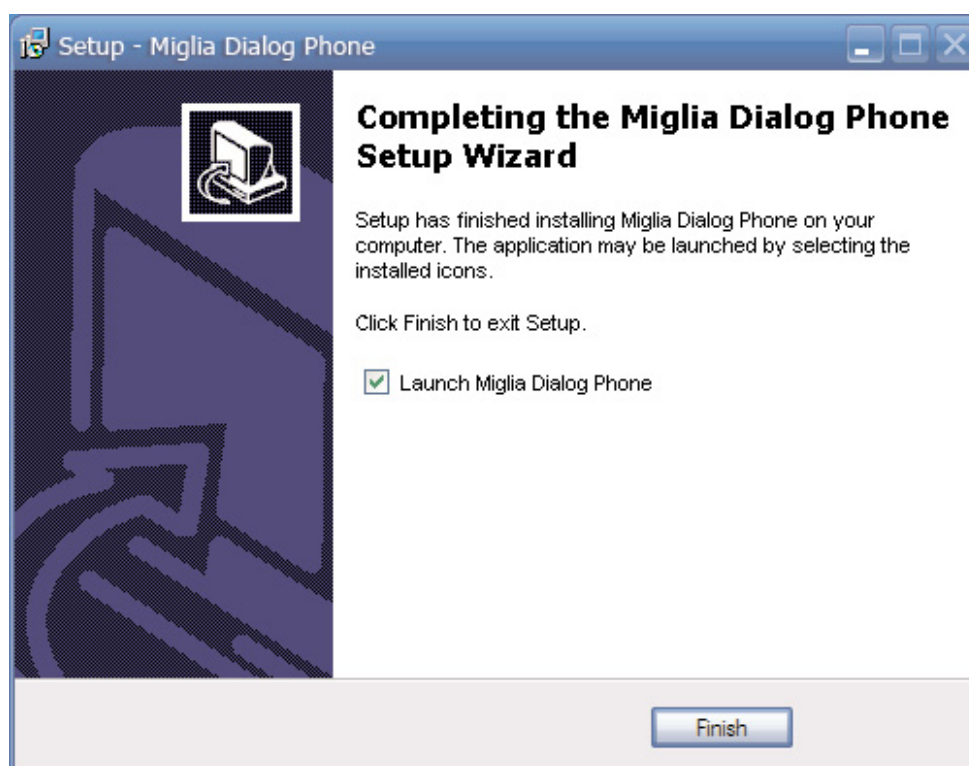 Setup - Miglia Dialog Phone
Completing the Miglia Dialog Phone
Setup Wizard
Setup has finished installing Miglia Dialog Phone on your
computer. The application may be launched by selecting the
installed icons.
Click Finish to exit Setup.
Launch Miglia Dialog Phone
Finish